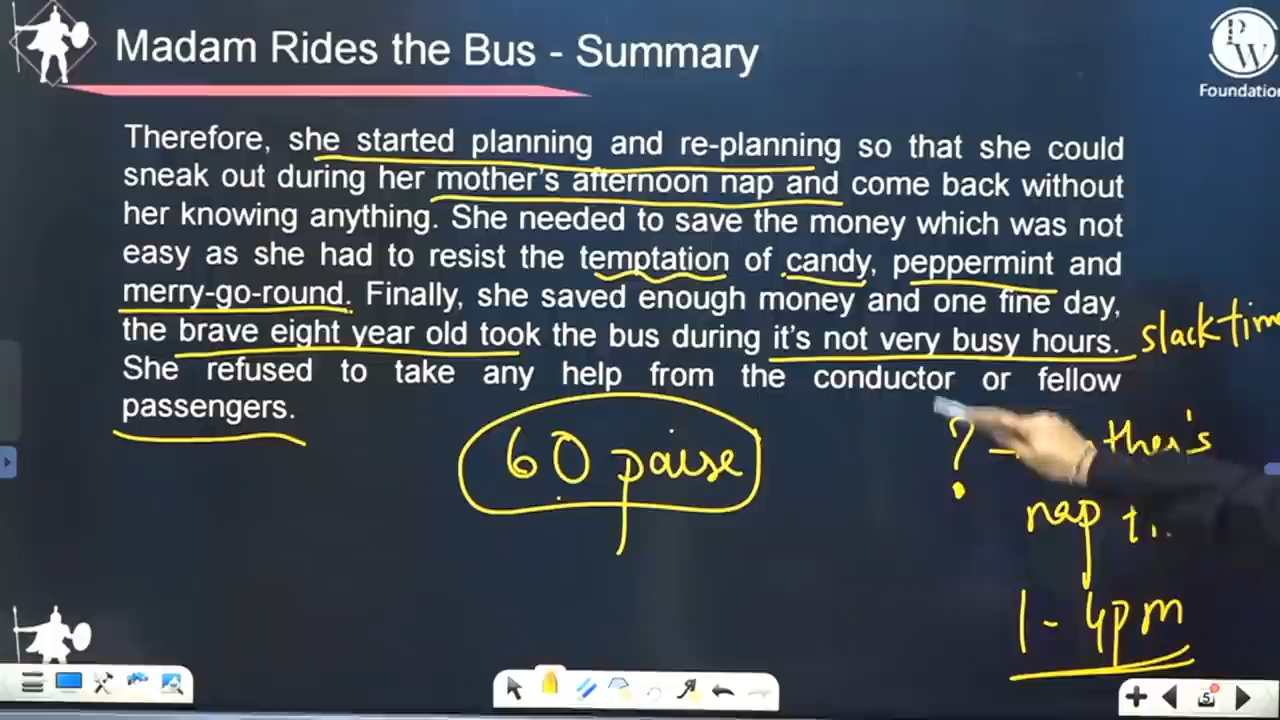 Madam Rides the Bus - Summary
PW
Foundation
Therefore, she started planning and re-planning so that she could
sneak out during her mother's afternoon nap and come back without
her knowing anything. She needed to save the money which was not
easy as she had to resist the temptation of candy, peppermint and
merry-go-round. Finally, she saved enough money and one fine day,
the brave eight year old took the bus during it's not very busy hours.
slack tim
She refused to take any help from the conductor or fellow
passengers.
60 paise
? - ther's
nap ti
1 - 4pm
5